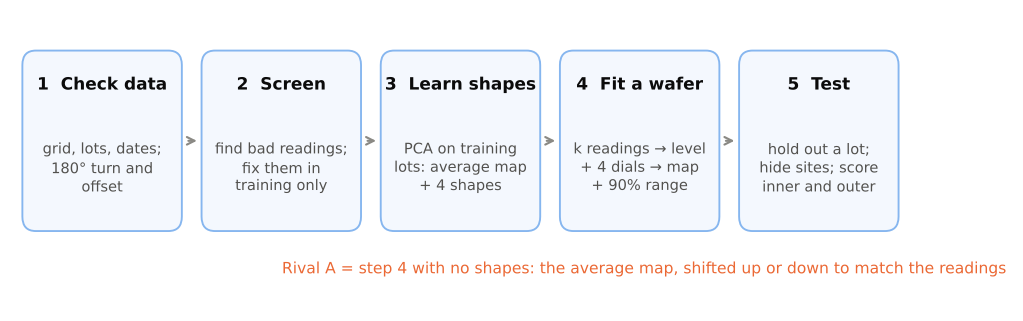 1 Check data
grid, lots, dates;
180° turn and
offset
2 Screen
find bad readings;
fix them in
training only
3 Learn shapes
PCA on training
lots: average map
+ 4 shapes
4 Fit a wafer
k readings → level
+ 4 dials → map
+ 90% range
5 Test
hold out a lot;
hide sites; score
inner and outer
Rival A = step 4 with no shapes: the average map, shifted up or down to match the readings